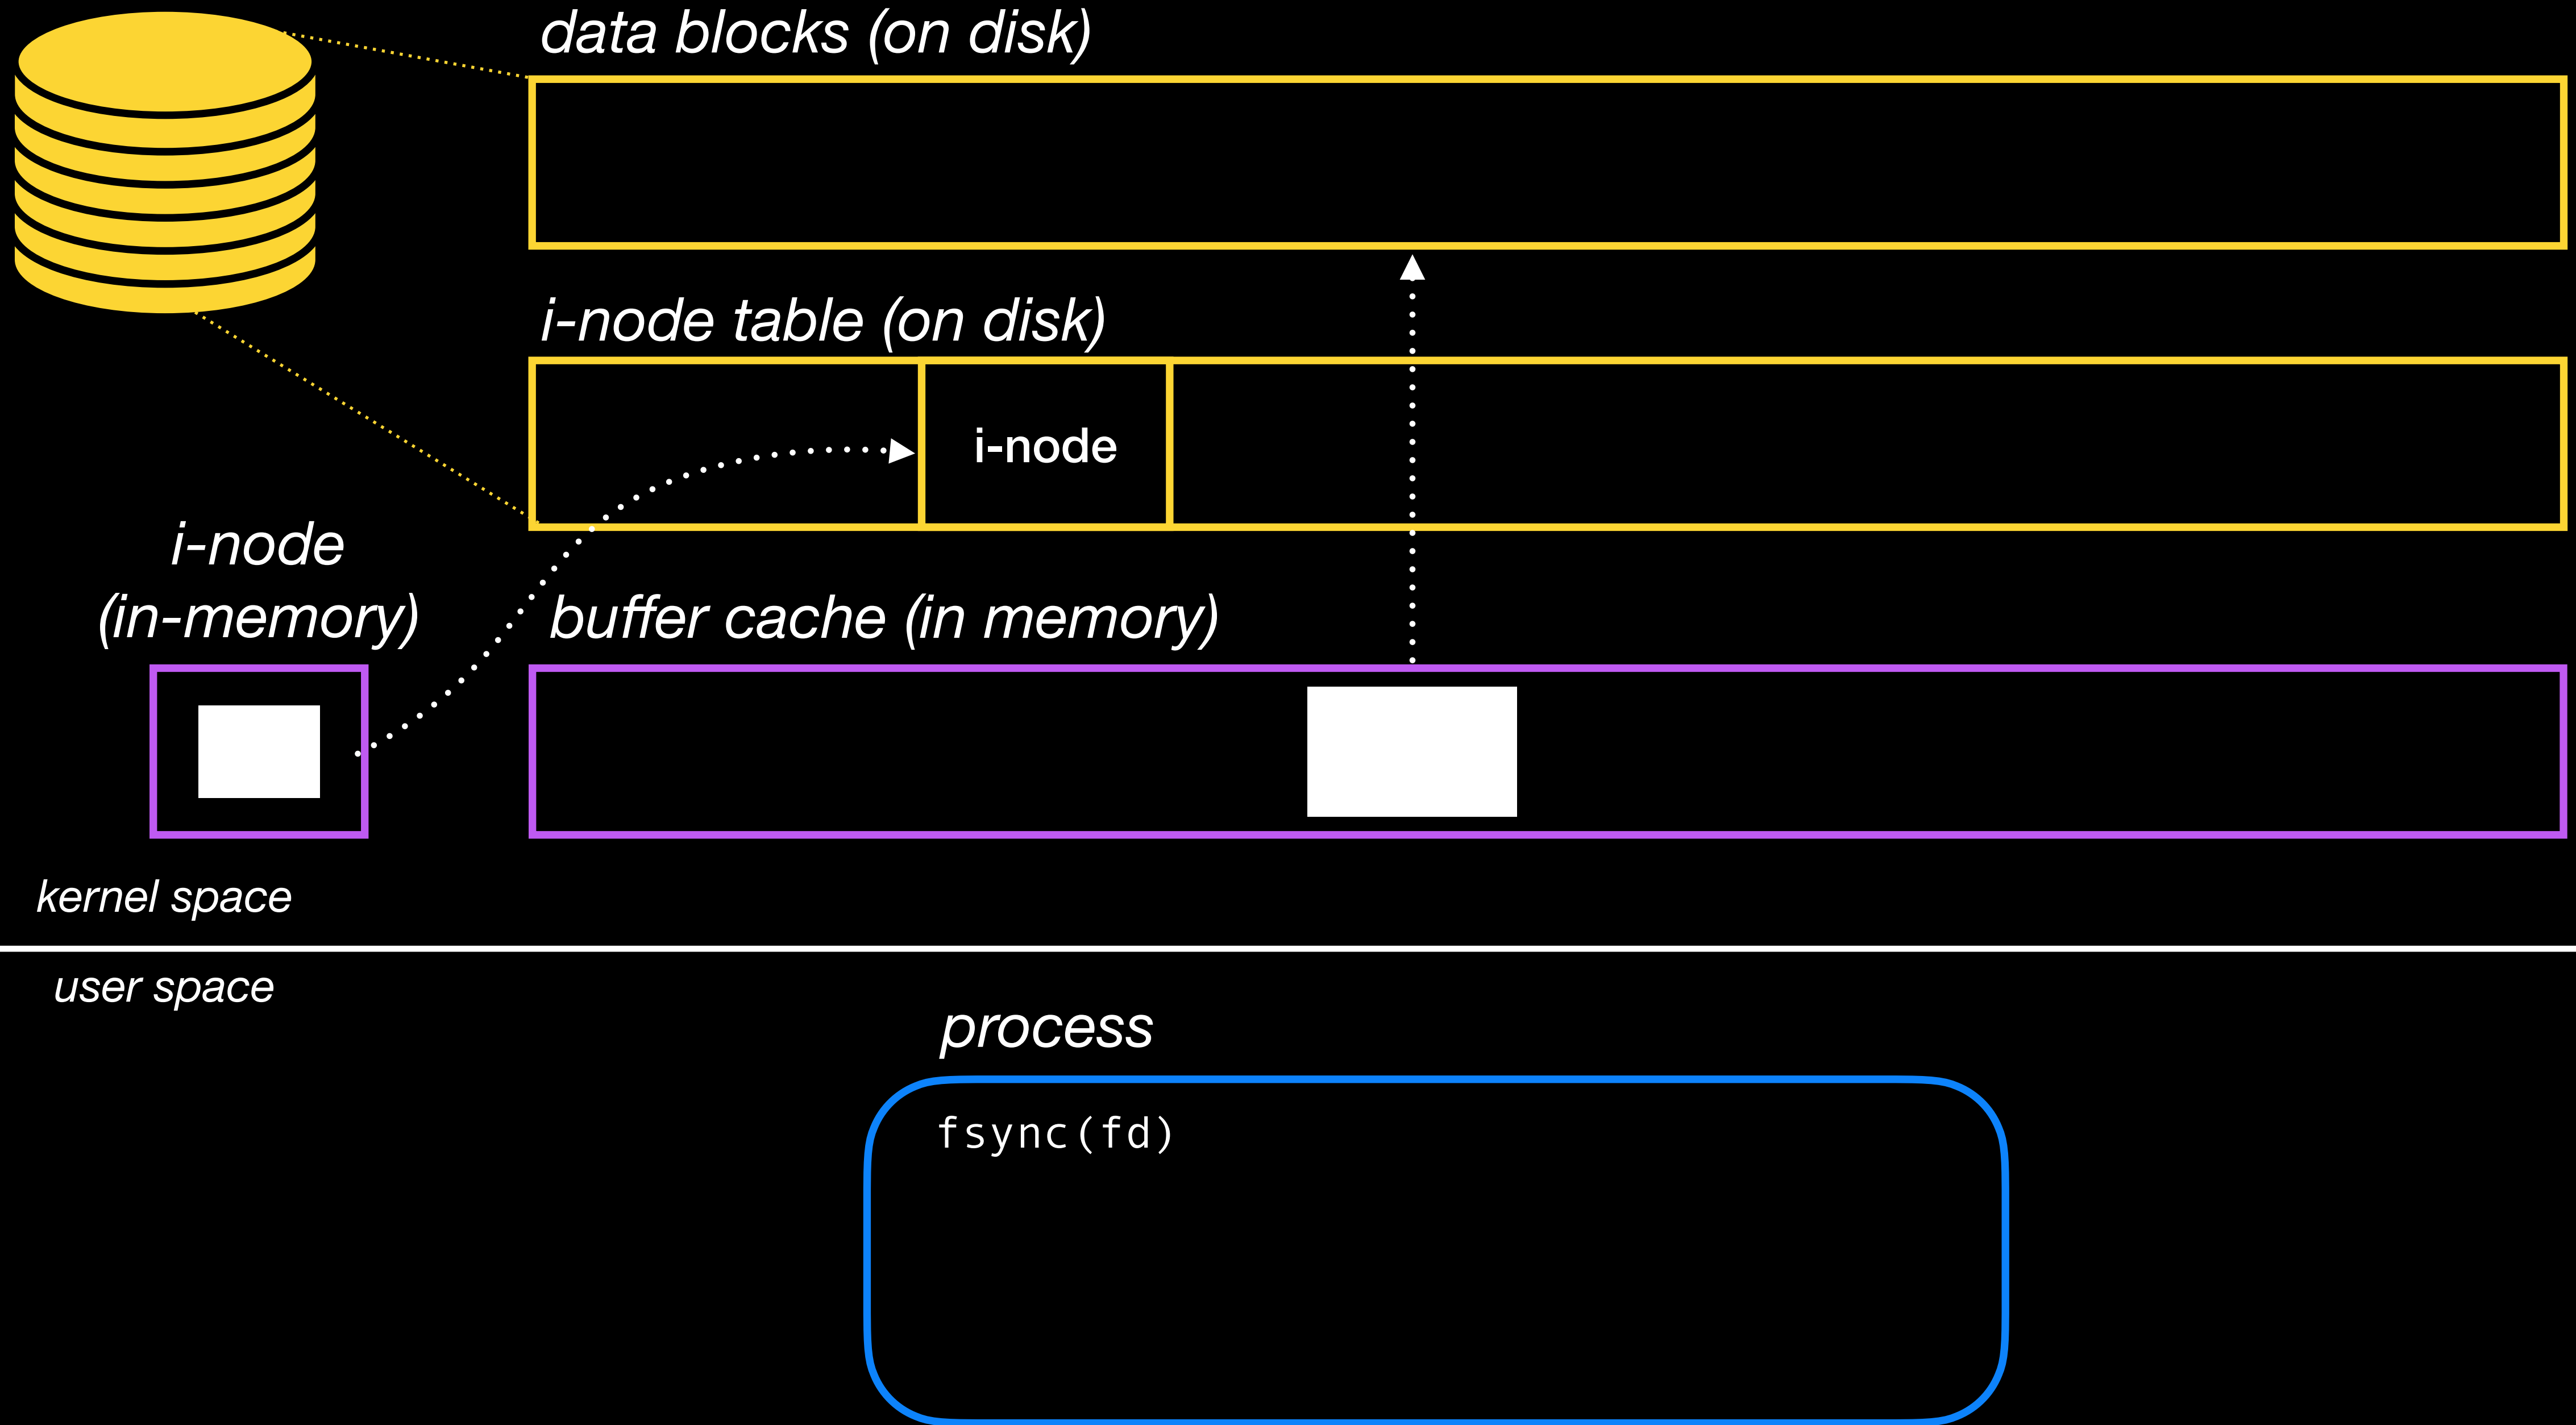 data blocks (on disk)
i-node table (on disk)
i-node
i-node
(in-memory)
buffer cache (in memory)
kernel space
user space
process
fsync(fd)